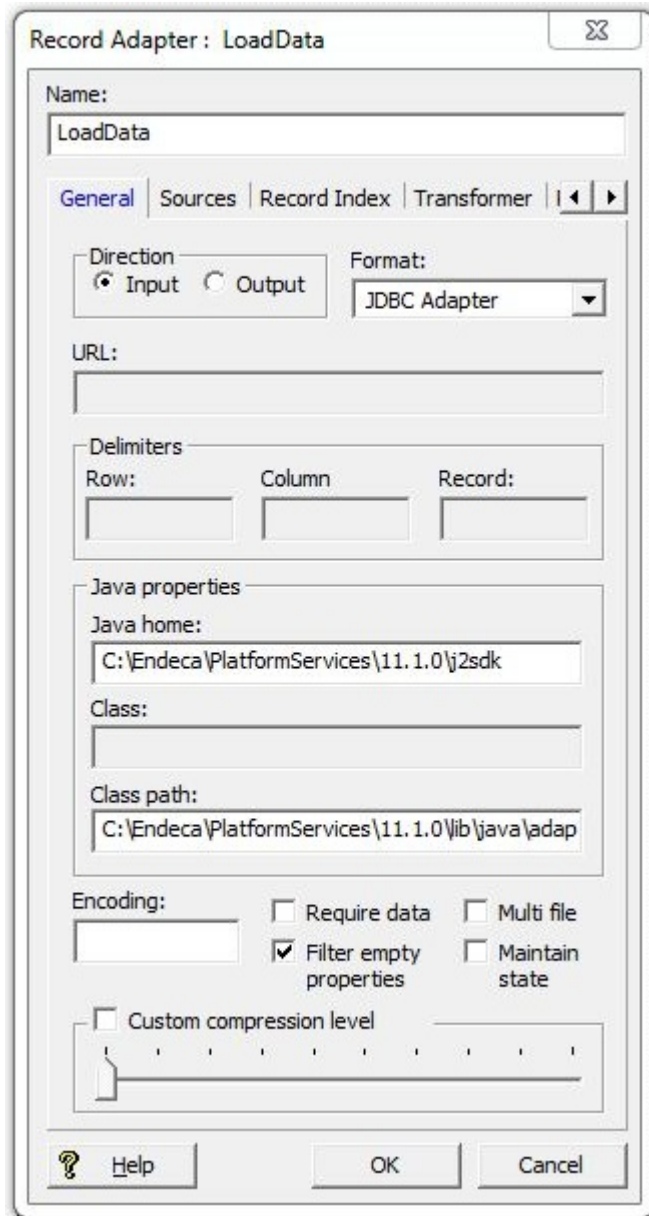 Record Adapter : LoadData
Name:
LoadData
General Sources Record Index Transformer
Direction
Input Output
Format:
JDBC Adapter
URL:
Delimiters
Row: Column Record:
Java properties
Java home:
C:\Endeca\PlatformServices\11.1.0\j2sdk
Class:
Class path:
C:\Endeca\PlatformServices\11.1.0\lib\java\adap
Encoding:
Require data Multi file
Filter empty properties
Maintain state
Custom compression level
? Help OK Cancel